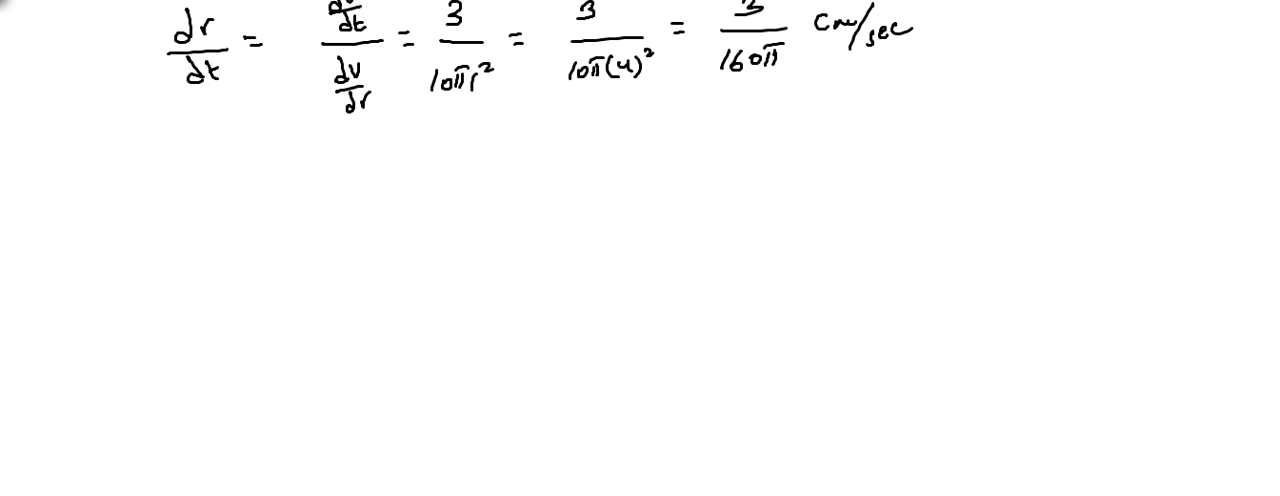 dr/dt = (dv/dt)/(dv/dr) = 3/10πr² = 3/10π(4)² = 3/160π cm/sec